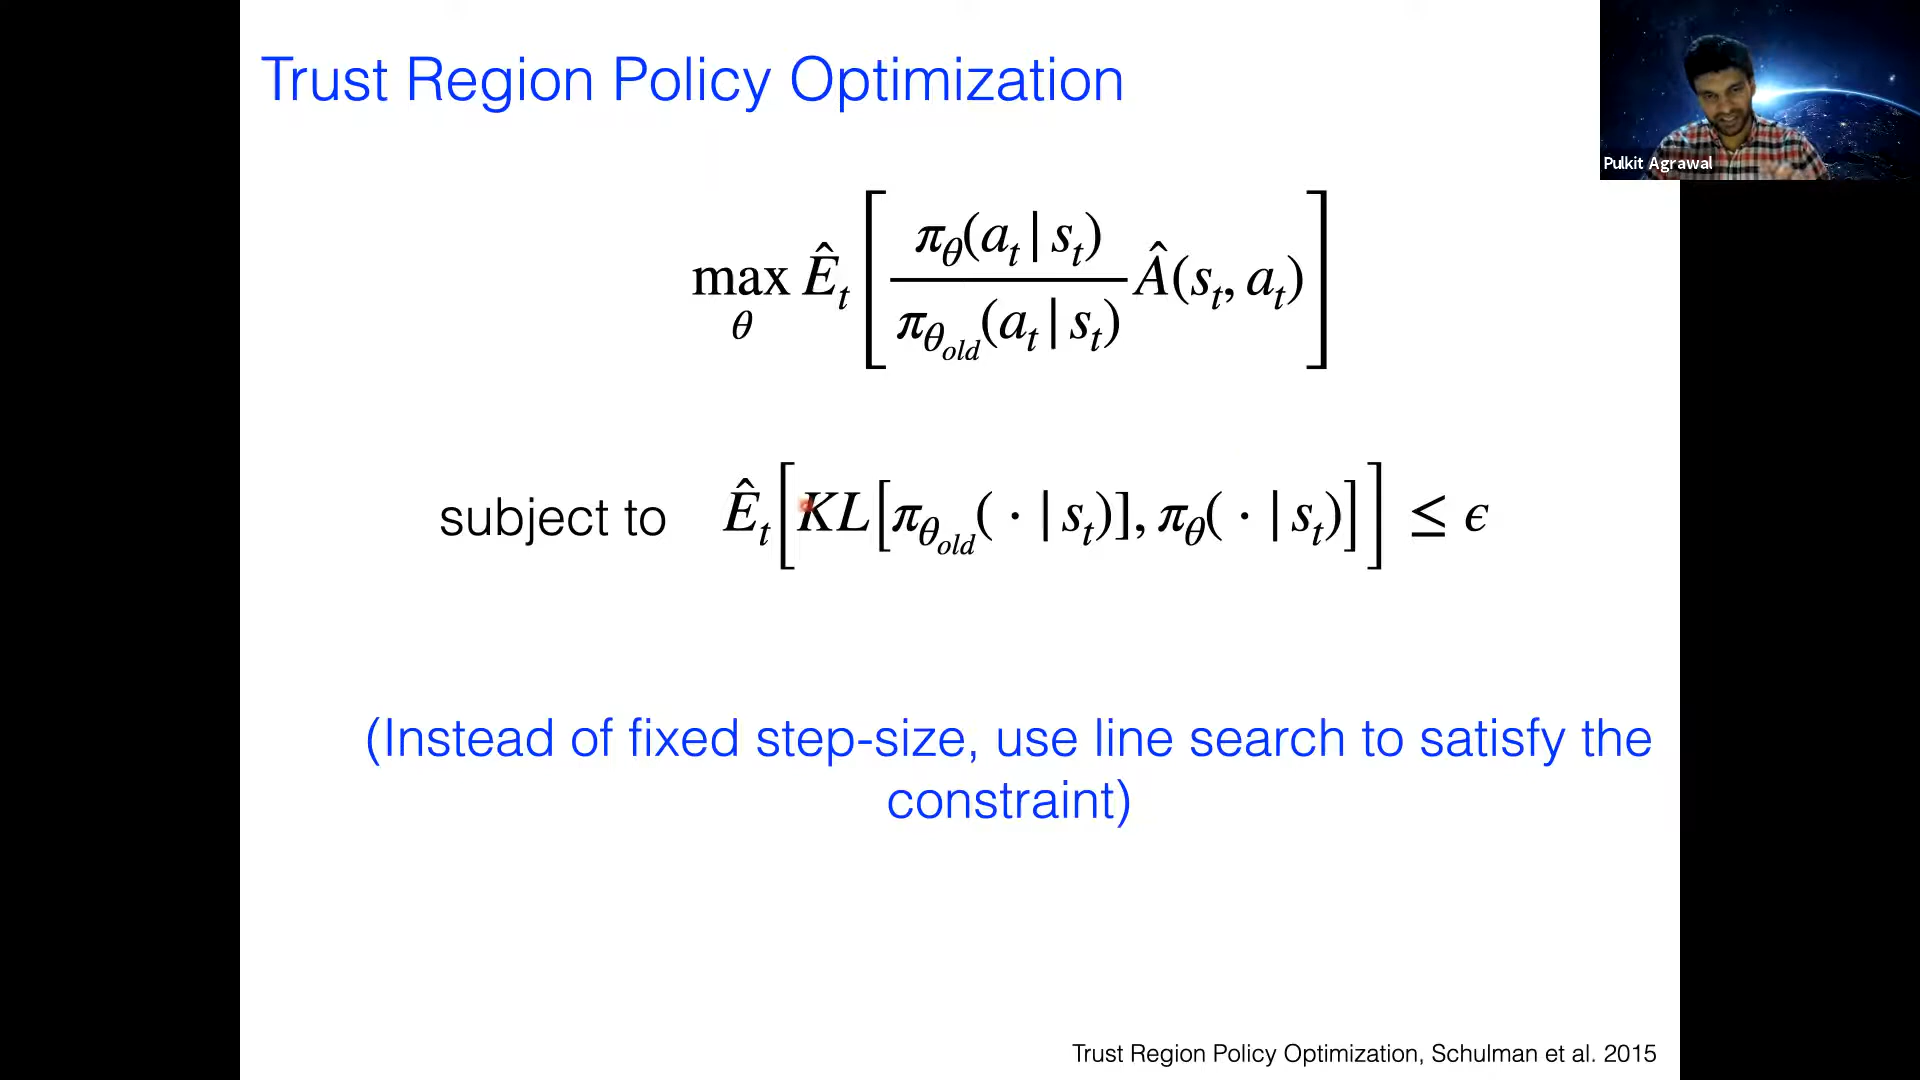 Trust Region Policy Optimization
Pulkit Agrawal
max_θ Ê_t [ π_θ(a_t | s_t) / π_θ_old(a_t | s_t) Â(s_t, a_t) ]
subject to Ê_t[KL[π_θ_old( · | s_t)], π_θ( · | s_t)]] ≤ ϵ
(Instead of fixed step-size, use line search to satisfy the
constraint)
Trust Region Policy Optimization, Schulman et al. 2015